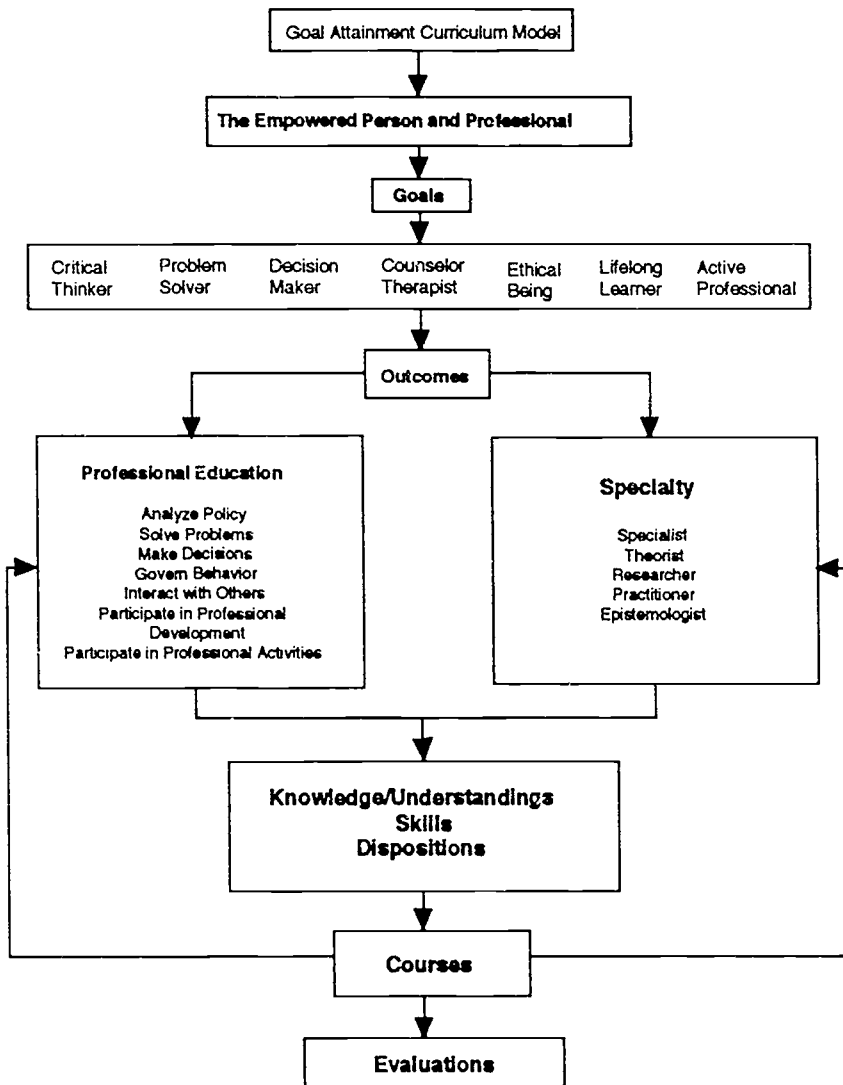 Goal Attainment Curriculum Model
The Empowered Person and Professional
Goals
Critical Thinker
Problem Solver
Decision Maker
Counselor Therapist
Ethical Being
Lifelong Learner
Active Professional
Outcomes
Professional Education
Analyze Policy
Solve Problems
Make Decisions
Govern Behavior
Interact with Others
Participate in Professional
Development
Participate in Professional Activities
Specialty
Specialist
Theorist
Researcher
Practitioner
Epistemologist
Knowledge/Understandings
Skills
Dispositions
Courses
Evaluations